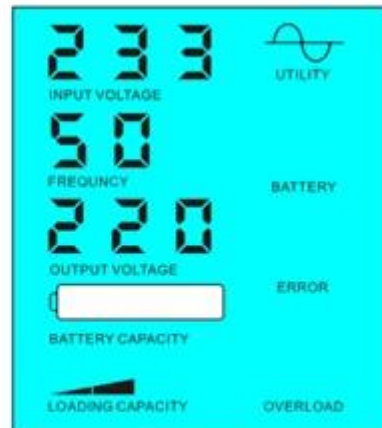 233
INPUT VOLTAGE
UTILITY
50
FREQUNCY
BATTERY
220
OUTPUT VOLTAGE
ERROR
BATTERY CAPACITY
LOADING CAPACITY
OVERLOAD